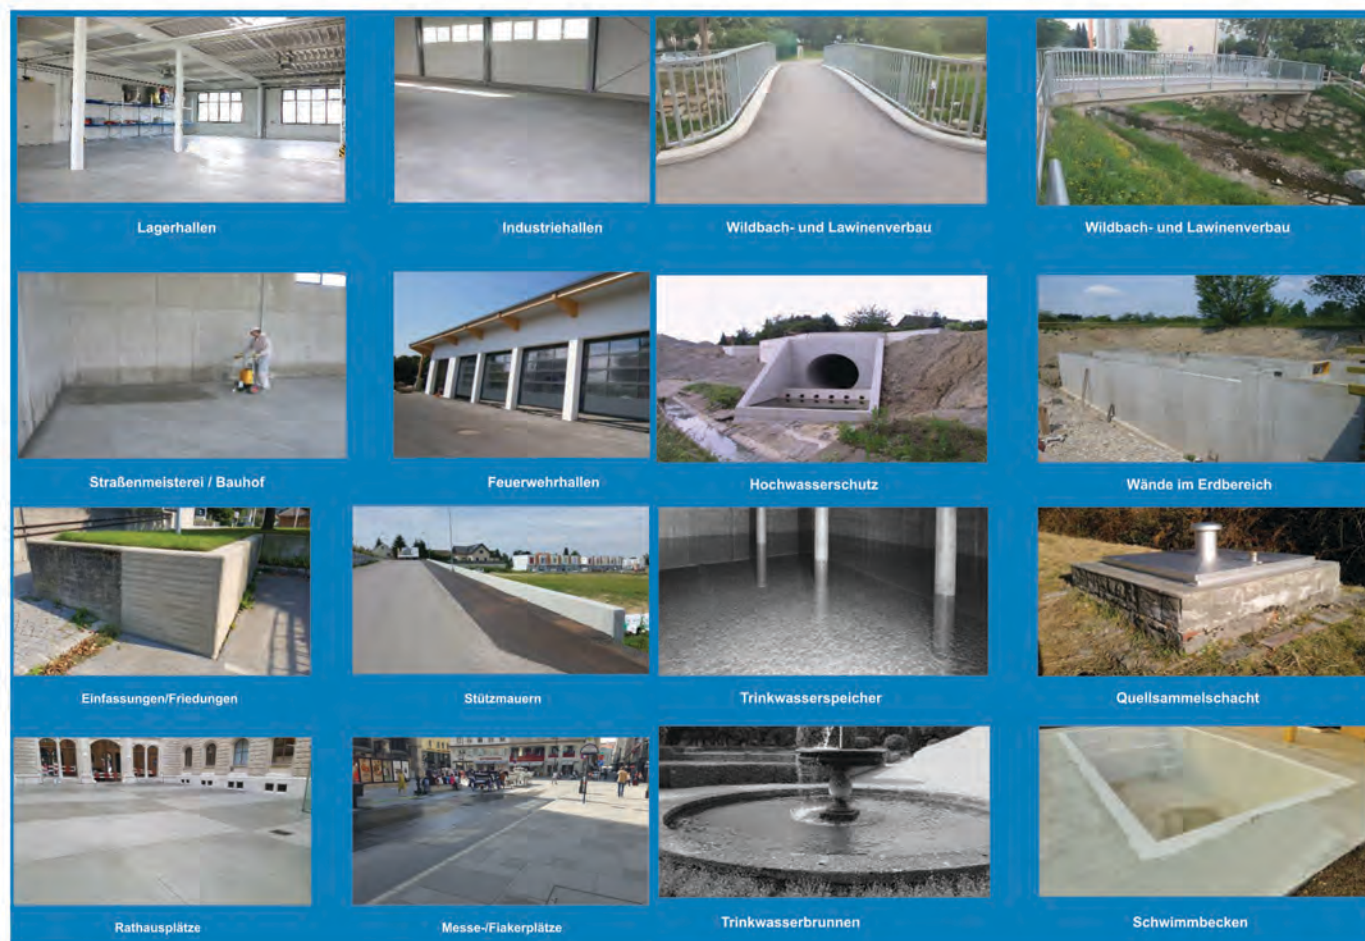 Lagerhallen
Industriehallen
Wildbach- und Lawinenverbau
Wildbach- und Lawinenverbau
Straßenmeisterei / Bauhof
Feuerwehrhallen
Hochwasserschutz
Wände im Erdbereich
Einfassungen/Friedungen
Stützmauern
Trinkwasserspeicher
Quellsammelschacht
Rathausplätze
Messe-/Fiakerplätze
Trinkwasserbrunnen
Schwimmbecken